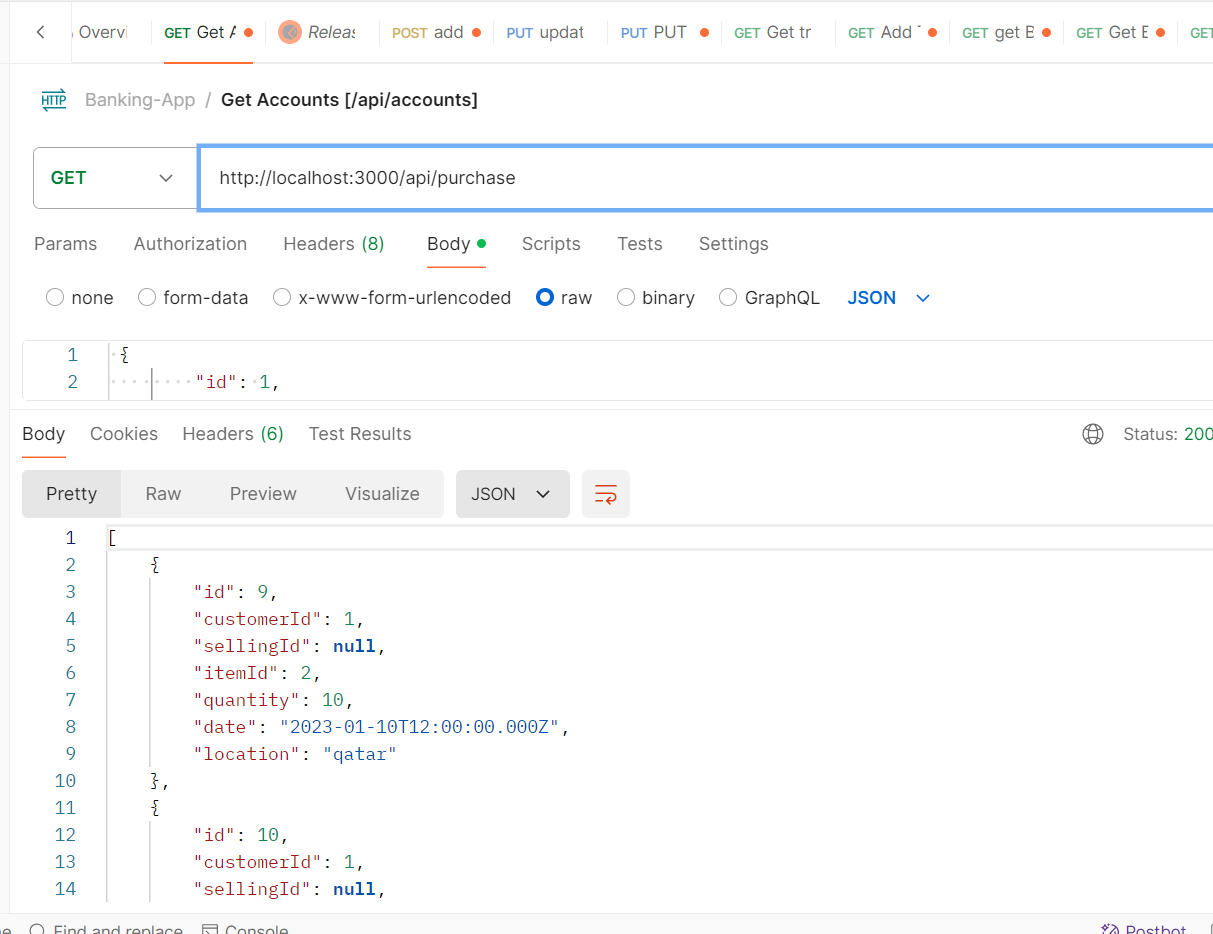 Overvi GET Get A Releas POST add PUT updat PUT PUT GET Get tr GET Add GET get B GET Get B GET
HTTP Banking-App / Get Accounts [/api/accounts]
GET http://localhost:3000/api/purchase
Params Authorization Headers (8) Body Scripts Tests Settings
none form-data x-www-form-urlencoded raw binary GraphQL JSON
1 {
2 "id": 1,
Body Cookies Headers (6) Test Results Status: 200
Pretty Raw Preview Visualize JSON
1 [
2 {
3 "id": 9,
4 "customerId": 1,
5 "sellingId": null,
6 "itemId": 2,
7 "quantity": 10,
8 "date": "2023-01-10T12:00:00.000Z",
9 "location": "qatar"
10 },
11 {
12 "id": 10,
13 "customerId": 1,
14 "sellingId": null,
Find and replace Console Postbot